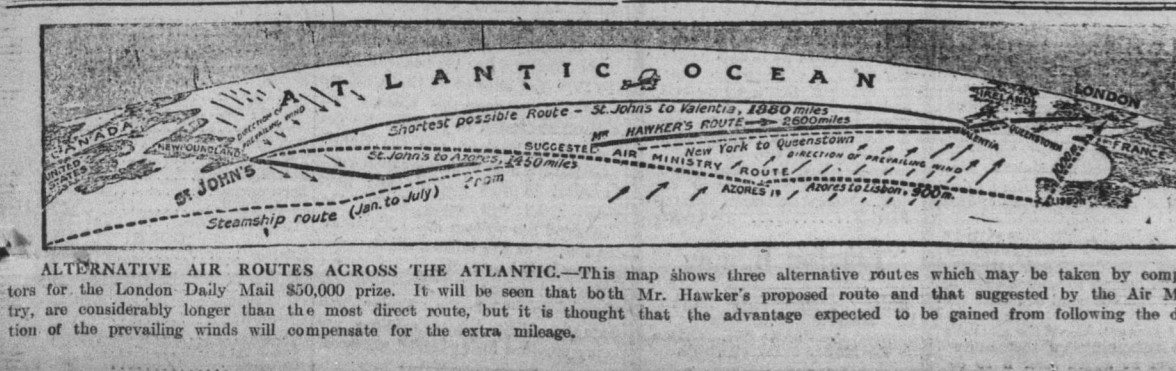 ATLANTIC OCEAN
IRELAND
LONDON
CANADA
DIRECTION OF PREVAILING WIND
Shortest possible Route - St. John's to Valentia, 1880 miles
MR HAWKER'S ROUTE 2600 miles
QUEENSTOWN
NEWFOUNDLAND
SUGGESTED AIR MINISTRY ROUTE
New York to Queenstown
FRANC
UNITED STATES
St. John's to Azores, 1450 miles
DIRECTION OF PREVAILING WIND
ST. JOHN'S
from
AZORES IS
Azores to Lisbon, 900 m.
LISBON
Steamship route (Jan. to July)
ALTERNATIVE AIR ROUTES ACROSS THE ATLANTIC.—This map shows three alternative routes which may be taken by comp
tors for the London Daily Mail $50,000 prize. It will be seen that both Mr. Hawker's proposed route and that suggested by the Air M
try, are considerably longer than the most direct route, but it is thought that the advantage expected to be gained from following the d
tion of the prevailing winds will compensate for the extra mileage.